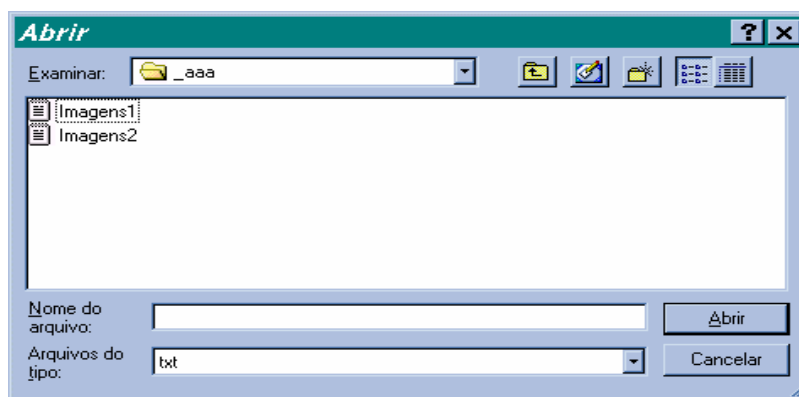 Abrir
Examinar: _aaa
Imagens1
Imagens2
Nome do
arquivo:
Abrir
Arquivos do
tipo: txt
Cancelar